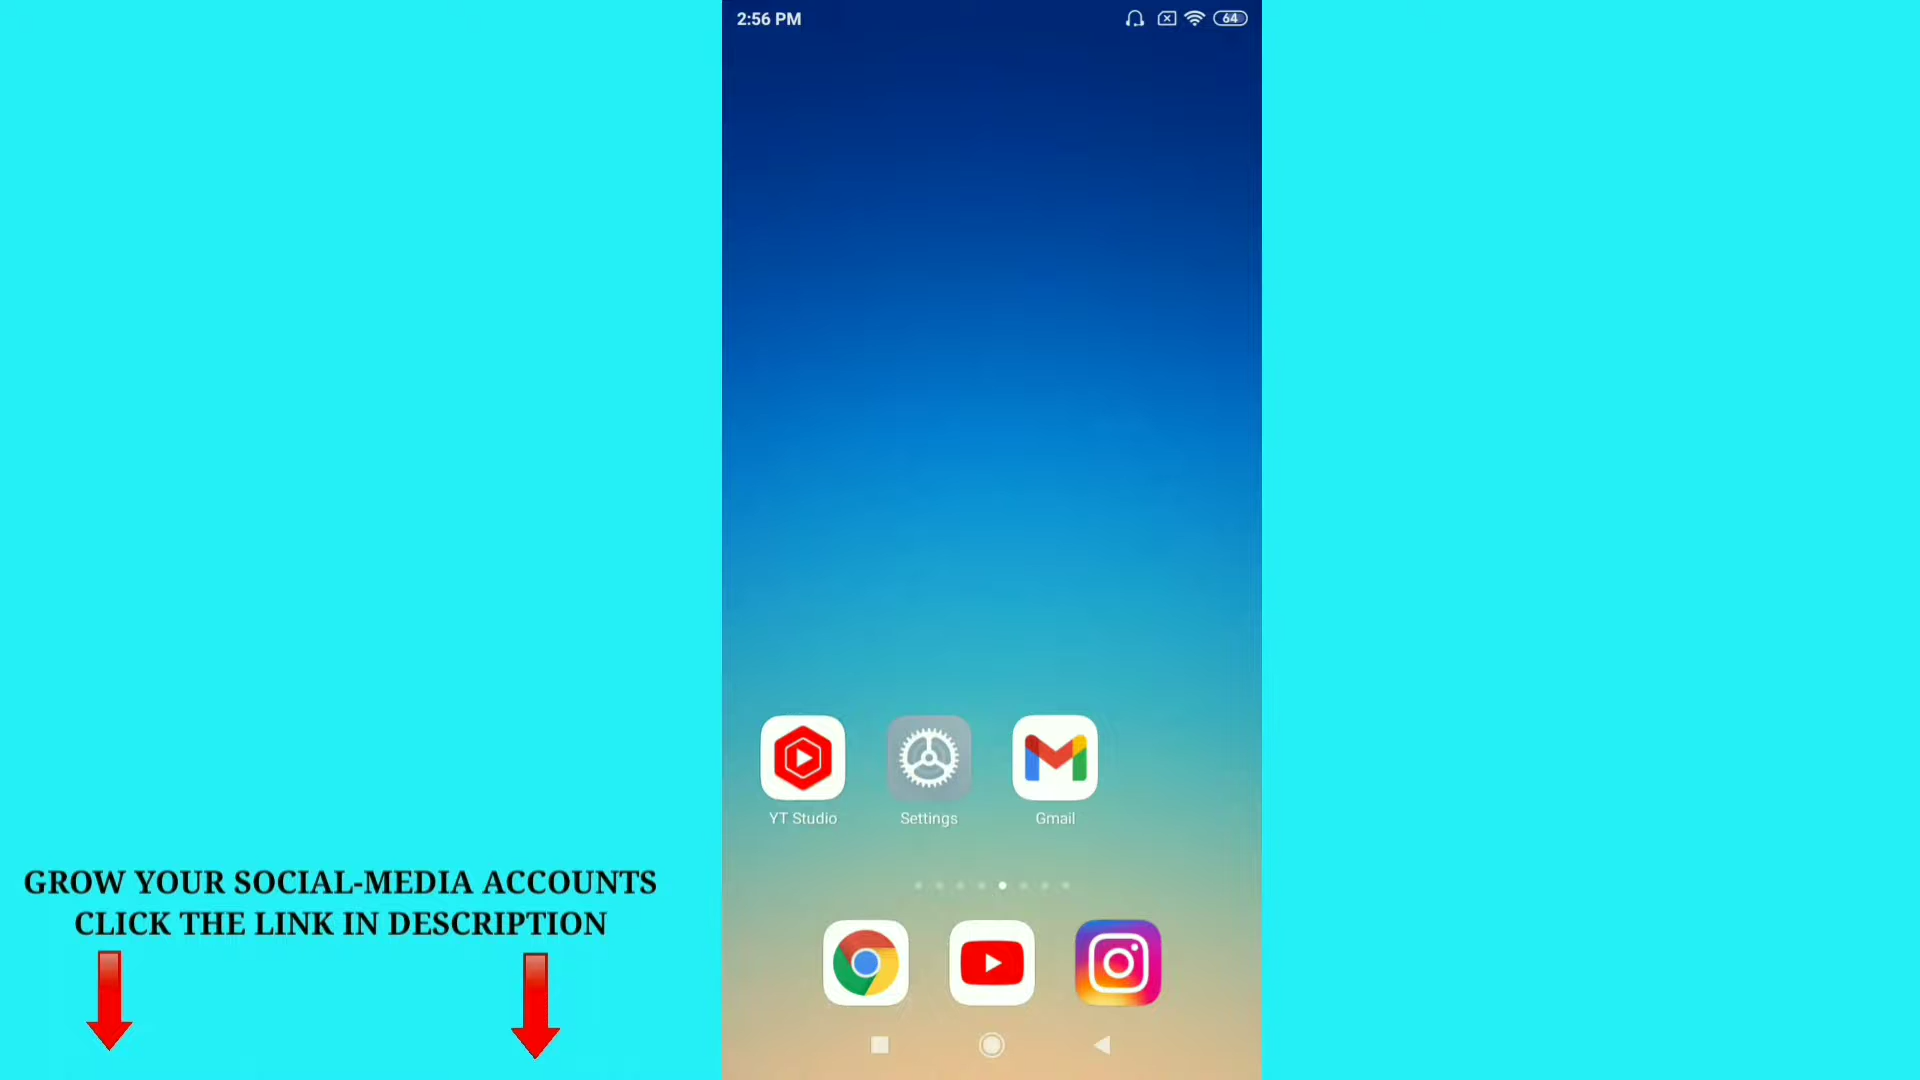 2:56 PM
64
YT Studio
Settings
Gmail
GROW YOUR SOCIAL-MEDIA ACCOUNTS
CLICK THE LINK IN DESCRIPTION